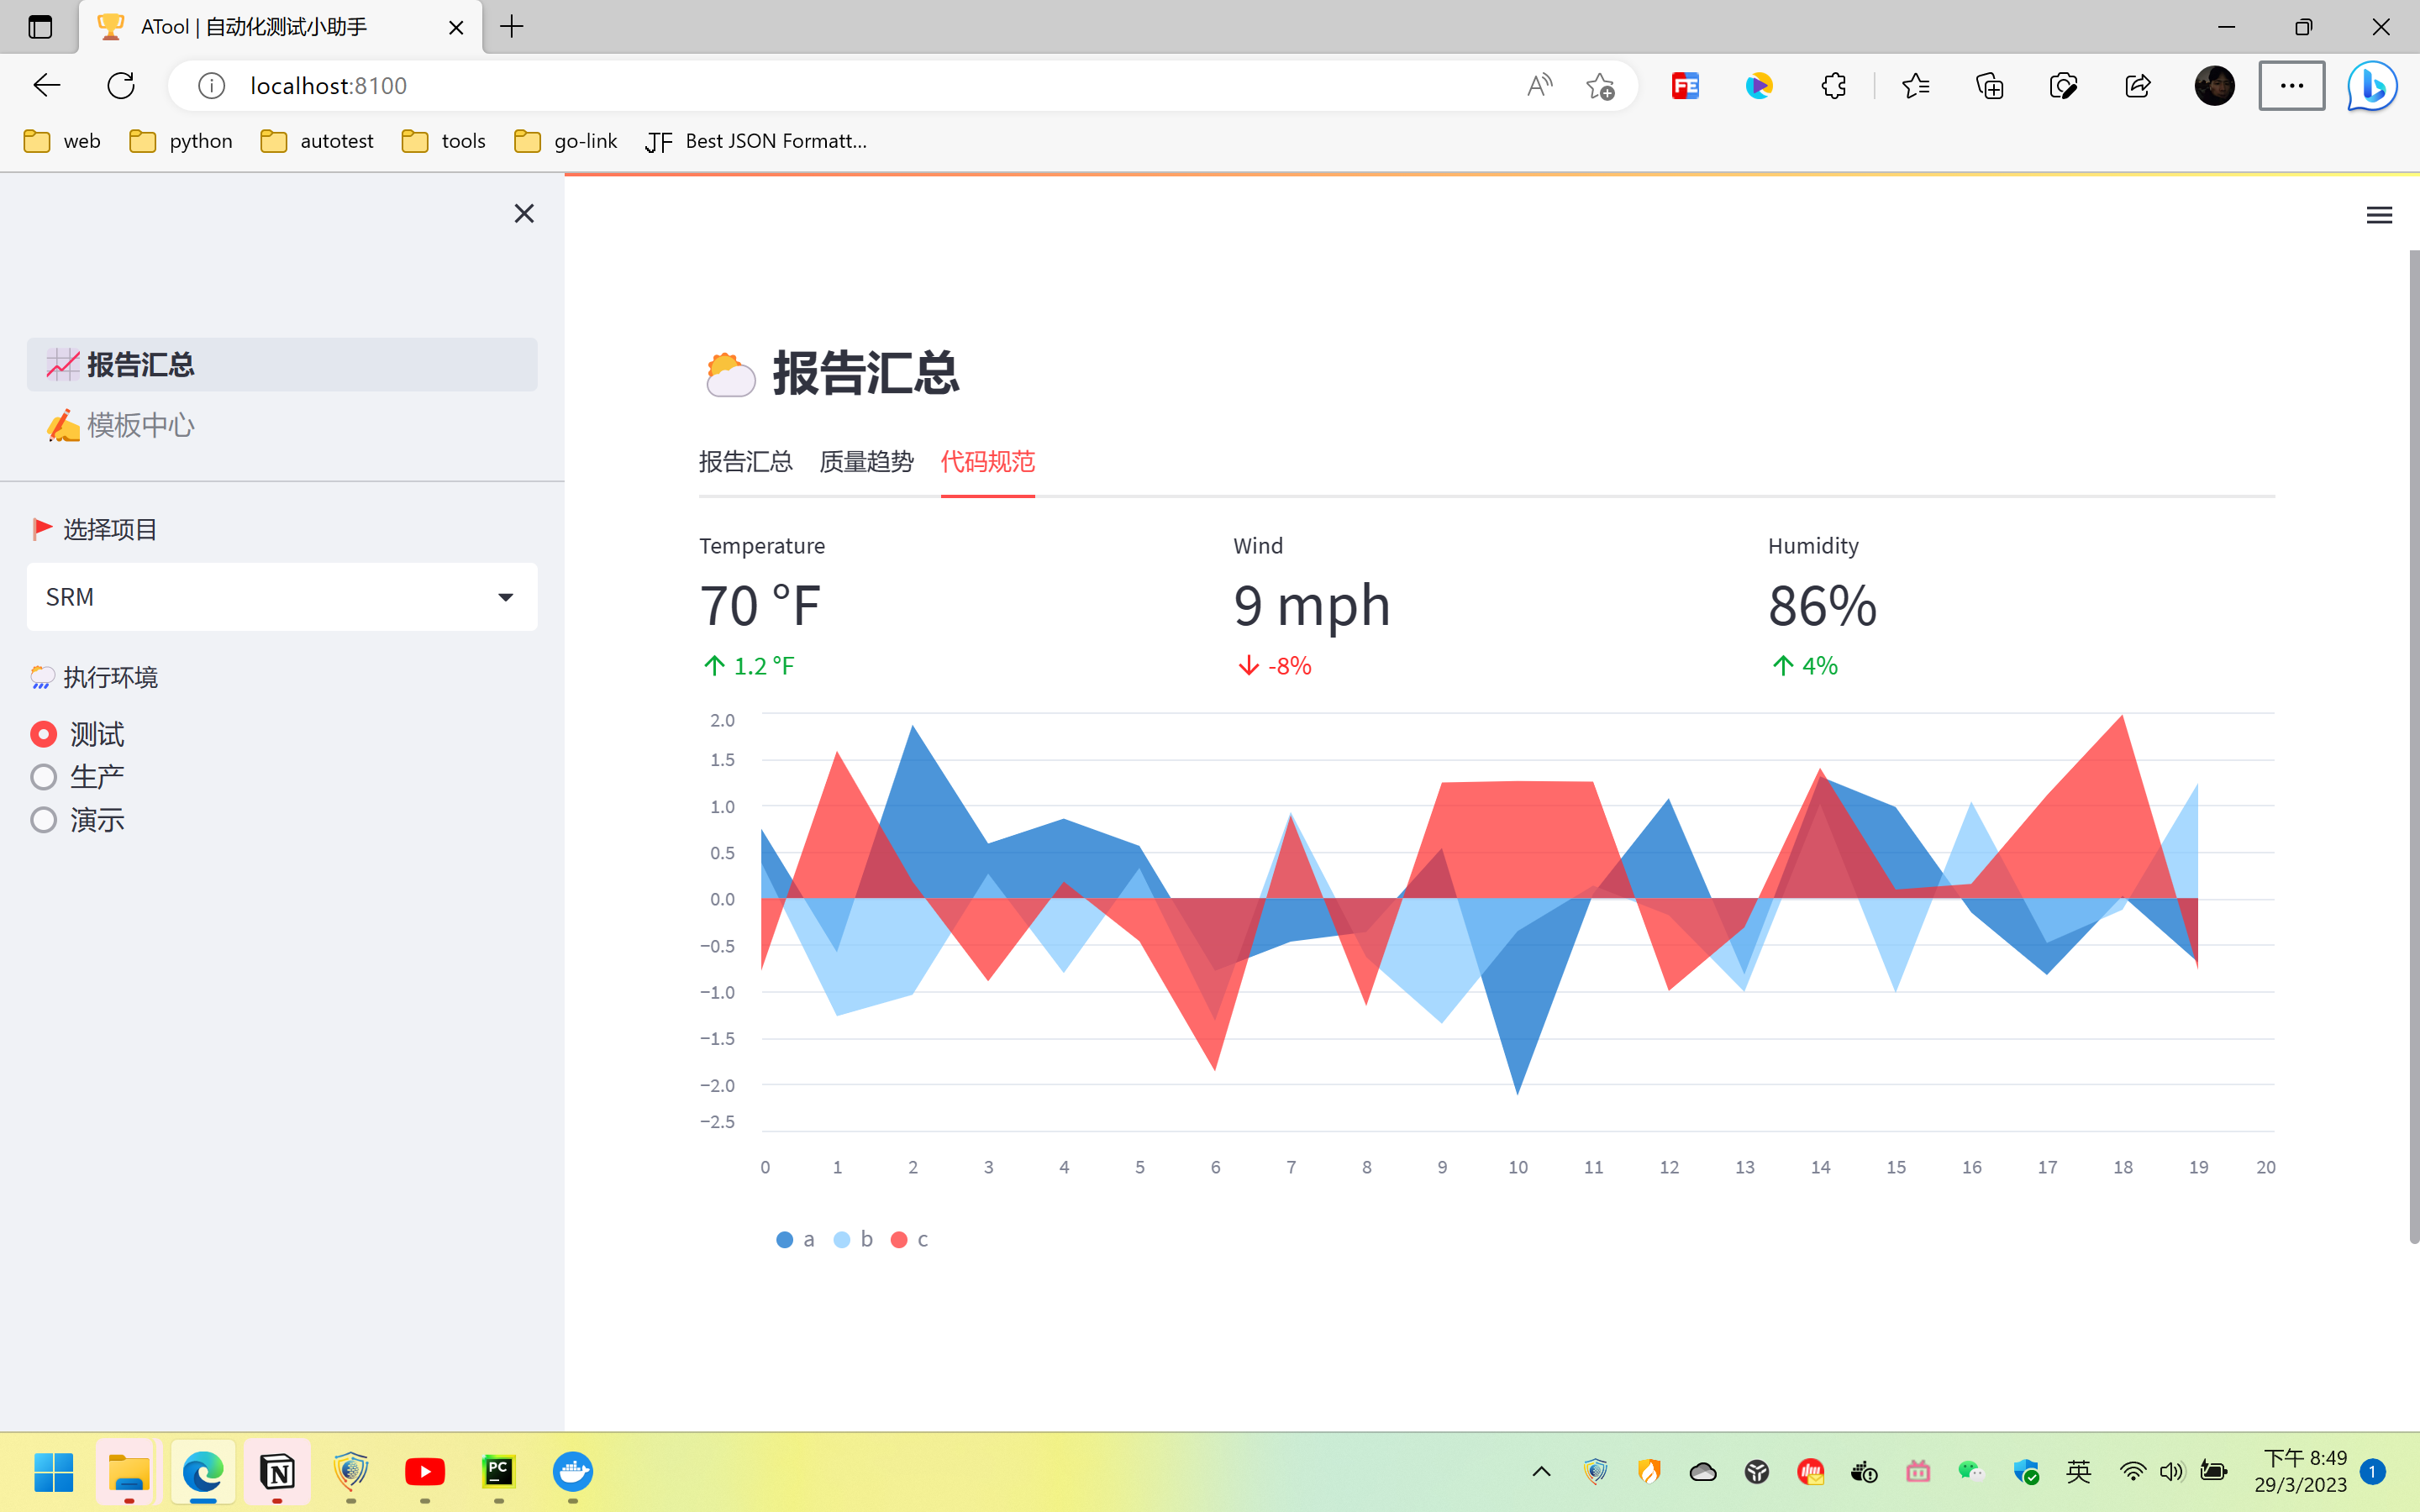 ATool | 自动化测试小助手
localhost:8100
web python autotest tools go-link JF Best JSON Formatt...
报告汇总
模板中心
选择项目
SRM
执行环境
测试
生产
演示
报告汇总
报告汇总 质量趋势 代码规范
Temperature Wind Humidity
70 °F 9 mph 86%
1.2 °F -8% 4%
2.0
1.5
1.0
0.5
0.0
−0.5
−1.0
−1.5
−2.0
−2.5
0 1 2 3 4 5 6 7 8 9 10 11 12 13 14 15 16 17 18 19 20
a b c
英
下午 8:49
29/3/2023
1